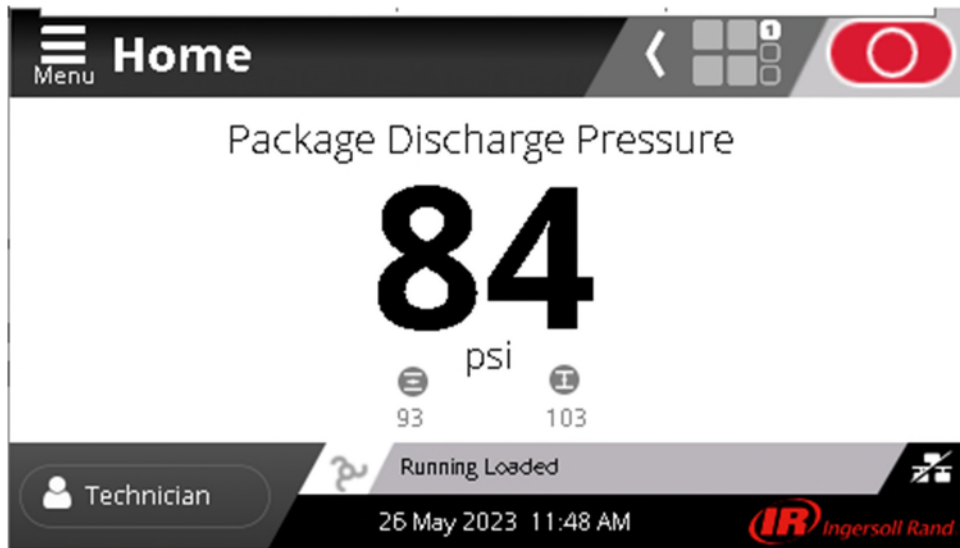 Menu
Home
1
Package Discharge Pressure
84
psi
93
103
Running Loaded
Technician
26 May 2023 11:48 AM
IR Ingersoll Rand